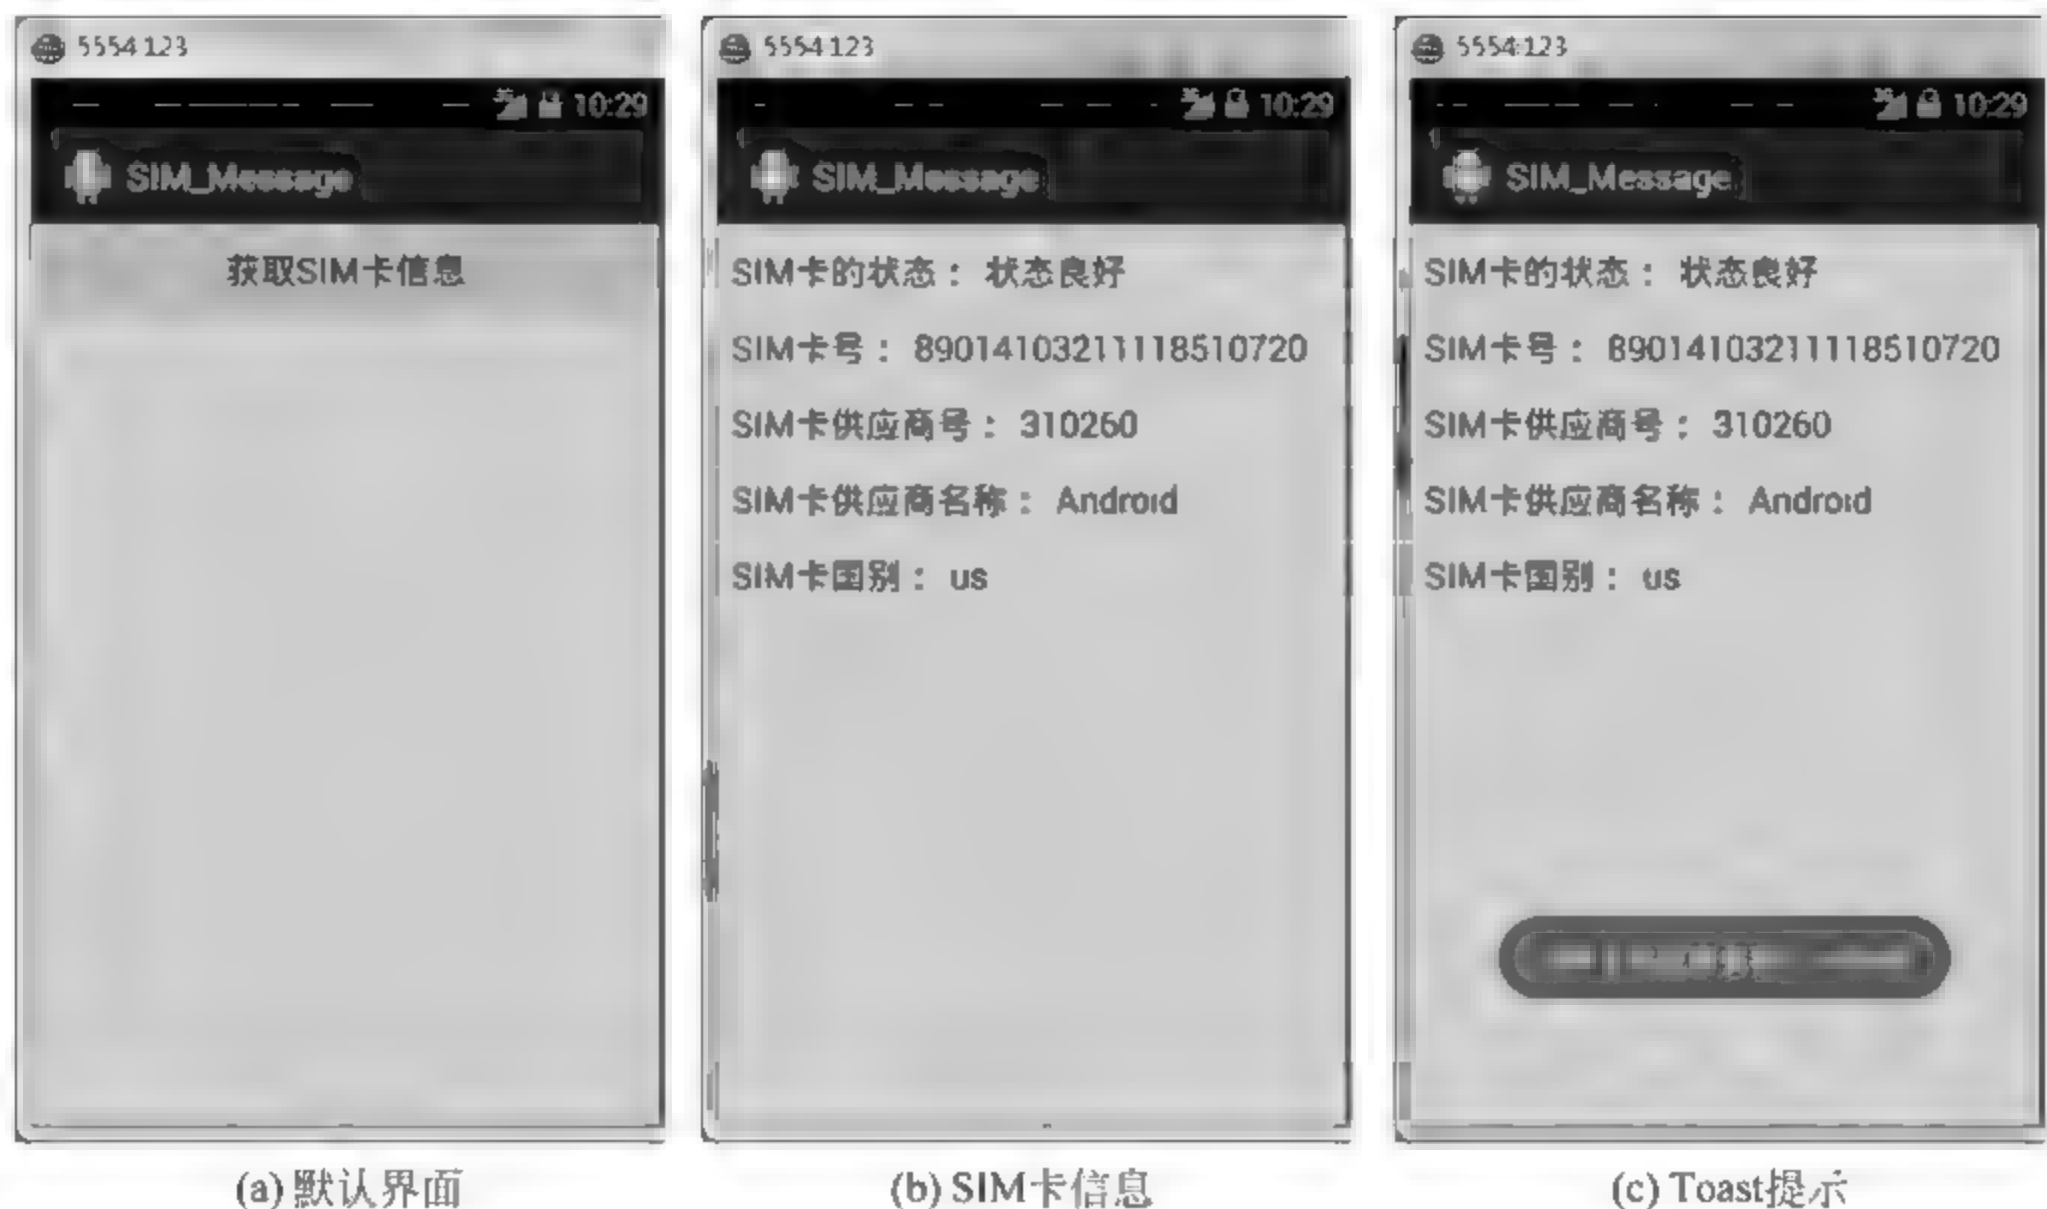 5554:123
10:29
SIM_Message
获取SIM卡信息
(a) 默认界面
5554:123
10:29
SIM_Message
SIM卡的状态： 状态良好
SIM卡号： 89014103211118510720
SIM卡供应商号： 310260
SIM卡供应商名称： Android
SIM卡国别： us
(b) SIM卡信息
5554:123
10:29
SIM_Message
SIM卡的状态： 状态良好
SIM卡号： 89014103211118510720
SIM卡供应商号： 310260
SIM卡供应商名称： Android
SIM卡国别： us
(c) Toast提示